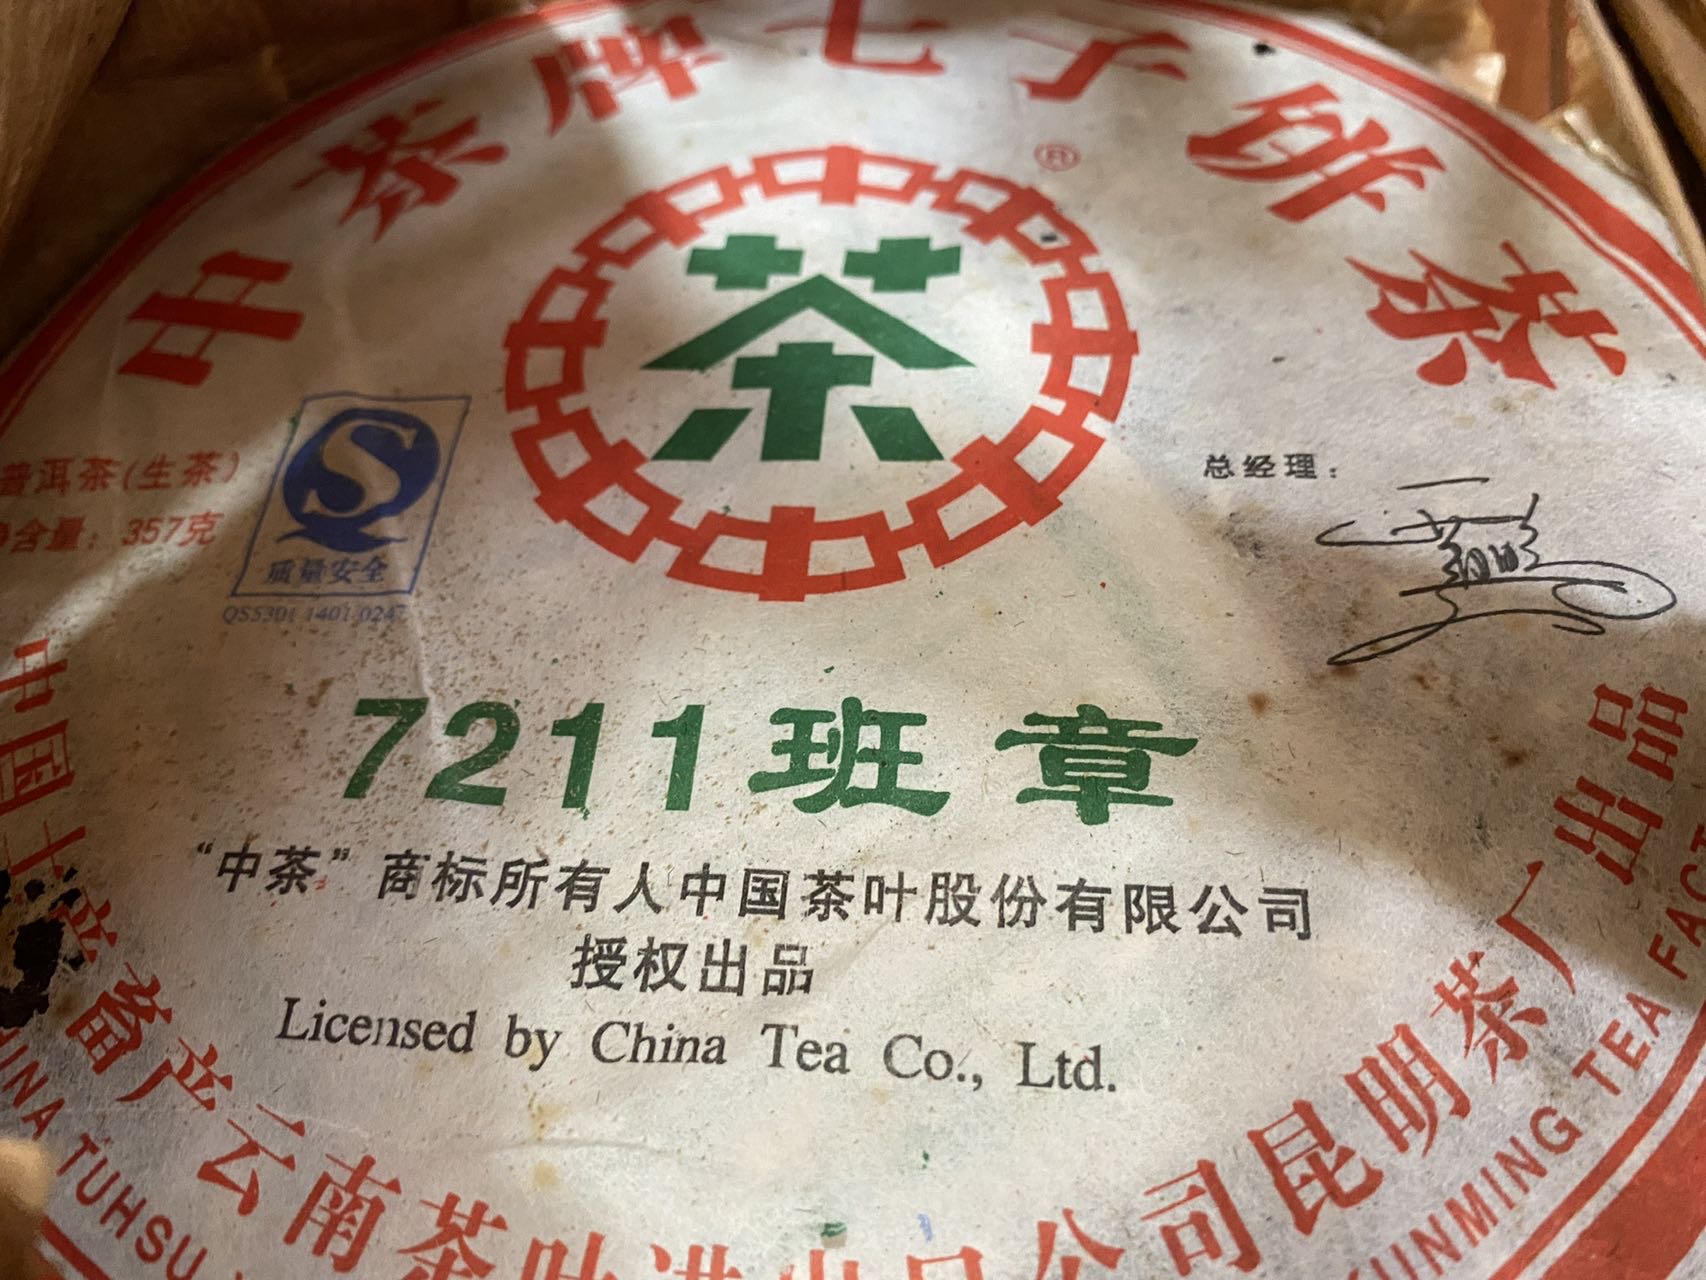 中茶牌七子饼茶
®
茶
普洱茶(生茶)
净含量：357克
质量安全
QS5301 1401 0247
总经理：
7211班章
“中茶”商标所有人中国茶叶股份有限公司
授权出品
Licensed by China Tea Co., Ltd.
中国土产畜产云南茶叶进出口公司昆明茶厂出品
TUHSU
KUNMING TEA